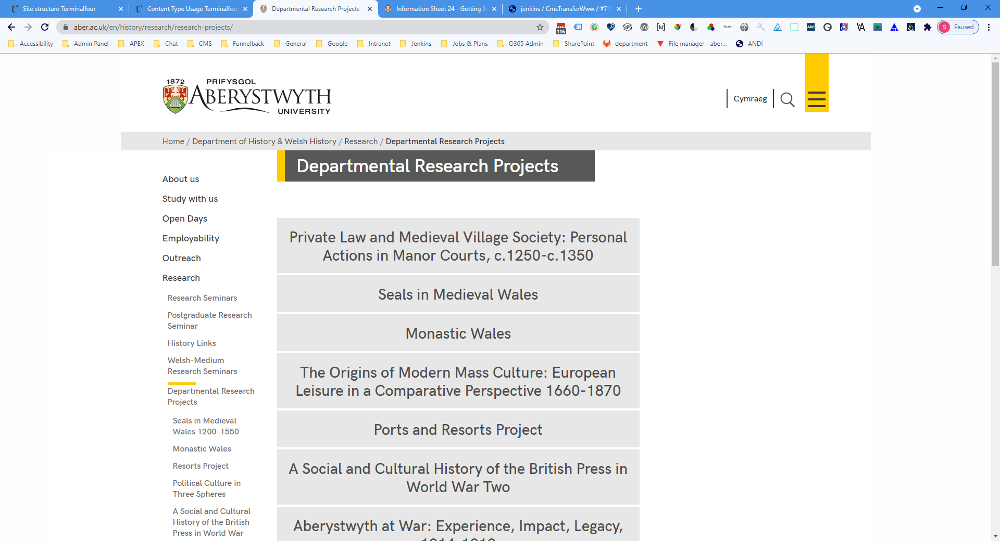 Site structure Terminalfour
Content Type Usage Terminalfou
Departmental Research Projects
Information Sheet 24 - Getting S
jenkins / CmsTransferWww / #71
aber.ac.uk/en/history/research/research-projects/
116
font
ARC
S Paused
Accessibility
Admin Panel
APEX
Chat
CMS
Funnelback
General
Google
Intranet
Jenkins
Jobs & Plans
O365 Admin
SharePoint
department
File manager - aber...
ANDI
1872
PRIFYSGOL
ABERYSTWYTH
UNIVERSITY
Cymraeg
Home / Department of History & Welsh History / Research / Departmental Research Projects
Departmental Research Projects
About us
Study with us
Open Days
Employability
Outreach
Research
Research Seminars
Postgraduate Research
Seminar
History Links
Welsh-Medium
Research Seminars
Departmental Research
Projects
Seals in Medieval
Wales 1200-1550
Monastic Wales
Resorts Project
Political Culture in
Three Spheres
A Social and Cultural
History of the British
Press in World War
Private Law and Medieval Village Society: Personal
Actions in Manor Courts, c.1250-c.1350
Seals in Medieval Wales
Monastic Wales
The Origins of Modern Mass Culture: European
Leisure in a Comparative Perspective 1660-1870
Ports and Resorts Project
A Social and Cultural History of the British Press in
World War Two
Aberystwyth at War: Experience, Impact, Legacy,